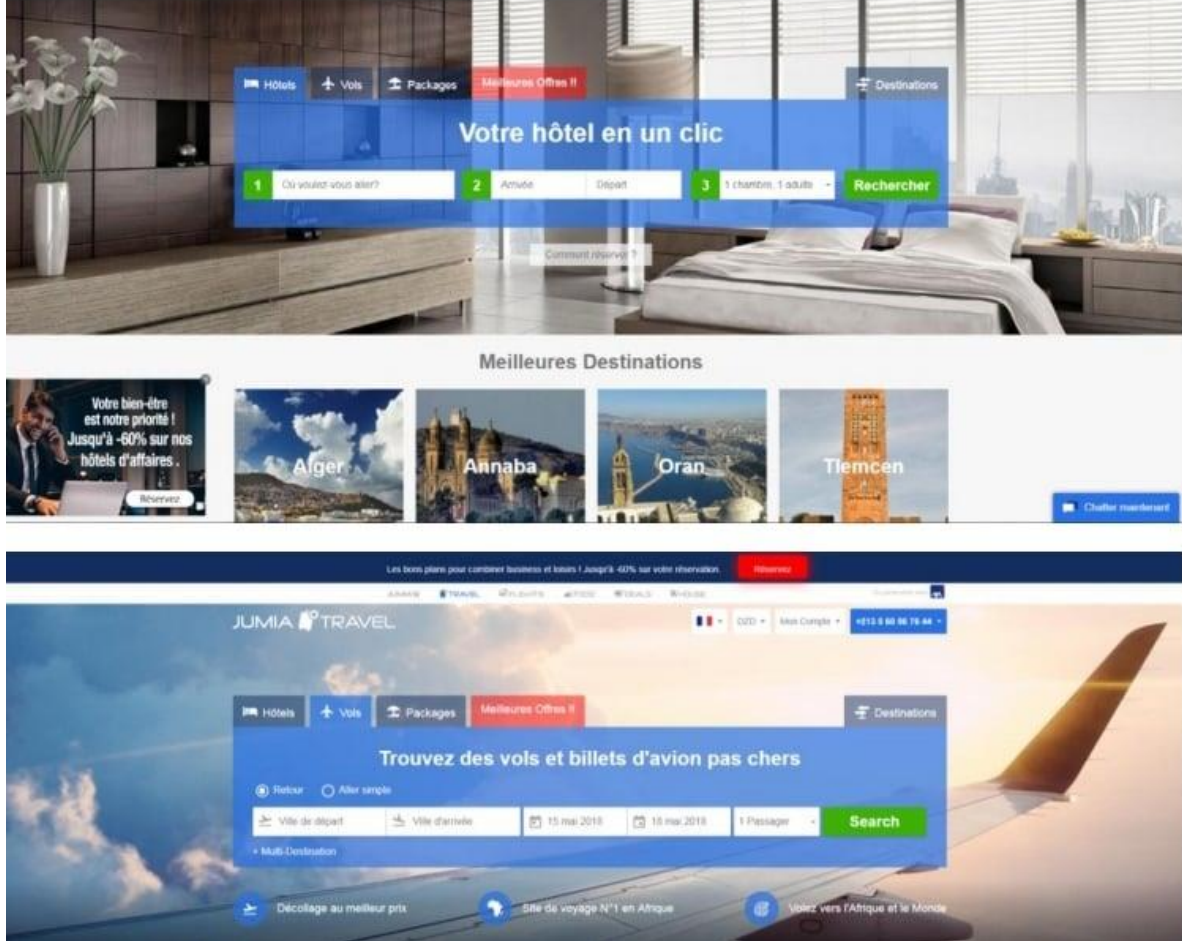 Hôtels
Vols
Packages
Meilleures Offres !!
Destinations
Votre hôtel en un clic
1 Où voulez-vous aller?
2 Arrivée Départ
3 1 chambre, 1 adulte
Rechercher
Comment réserver ?
Meilleures Destinations
Votre bien-être
est notre priorité !
Jusqu'à -60% sur nos
hôtels d'affaires .
Réservez
Alger
Annaba
Oran
Tlemcen
Chatter maintenant
Les bons plans pour combiner business et loisirs ! Jusqu'à -60% sur votre réservation.
Réservez
JUMIA TRAVEL FLIGHTS FOOD DEALS HOUSE
JUMIA TRAVEL
DZD
Mon Compte
Hôtels
Vols
Packages
Meilleures Offres !!
Destinations
Trouvez des vols et billets d'avion pas chers
Retour
Aller simple
Ville de départ
Ville d'arrivée
15 mai 2018
18 mai 2018
1 Passager
Search
+ Multi-Destination
Décollage au meilleur prix
Site de voyage N°1 en Afrique
Volez vers l'Afrique et le Monde